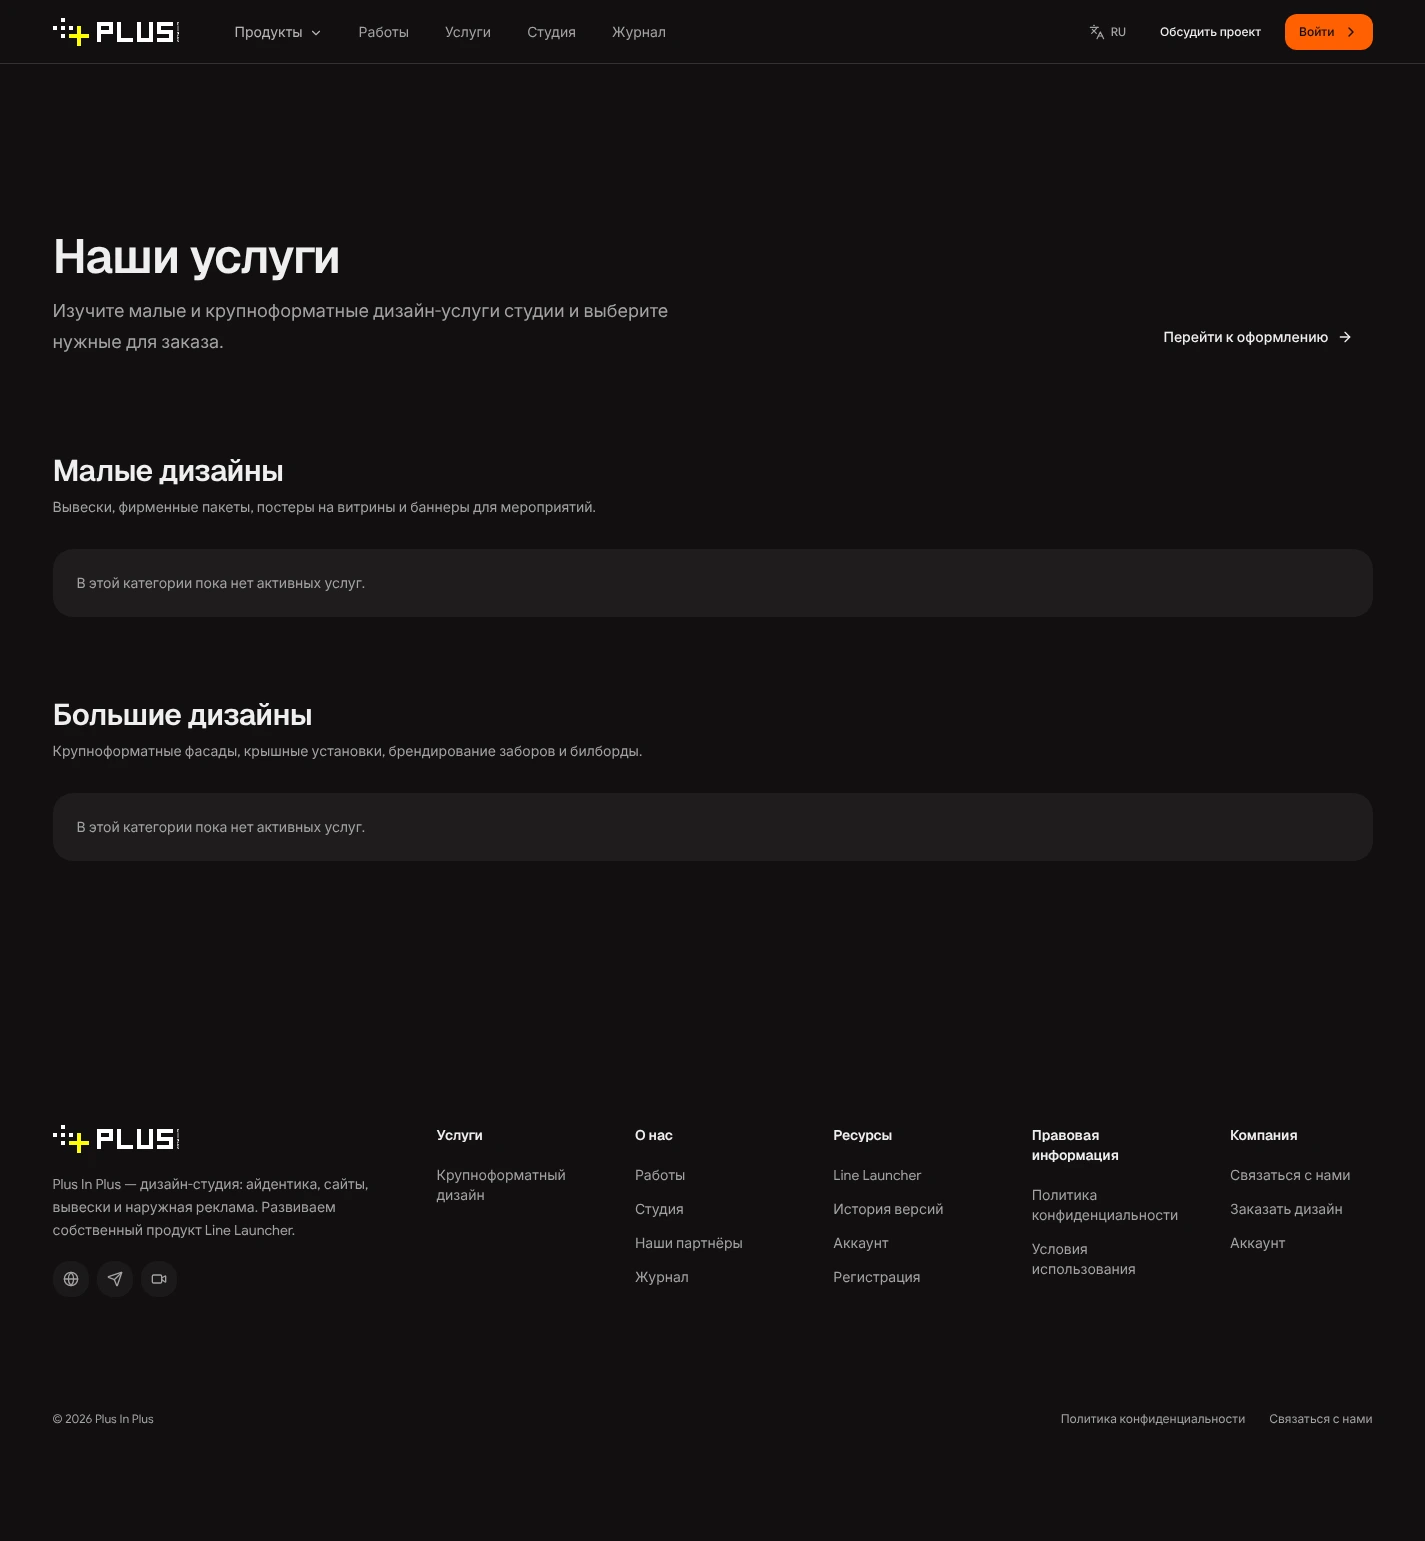 PLUS
Продукты
Работы
Услуги
Студия
Журнал
RU
Обсудить проект
Войти
Наши услуги
Изучите малые и крупноформатные дизайн-услуги студии и выберите
нужные для заказа.
Перейти к оформлению
Малые дизайны
Вывески, фирменные пакеты, постеры на витрины и баннеры для мероприятий.
В этой категории пока нет активных услуг.
Большие дизайны
Крупноформатные фасады, крышные установки, брендирование заборов и билборды.
В этой категории пока нет активных услуг.
PLUS
Plus In Plus — дизайн-студия: айдентика, сайты,
вывески и наружная реклама. Развиваем
собственный продукт Line Launcher.
Услуги
Крупноформатный
дизайн
О нас
Работы
Студия
Наши партнёры
Журнал
Ресурсы
Line Launcher
История версий
Аккаунт
Регистрация
Правовая
информация
Политика
конфиденциальности
Условия
использования
Компания
Связаться с нами
Заказать дизайн
Аккаунт
© 2026 Plus In Plus
Политика конфиденциальности
Связаться с нами